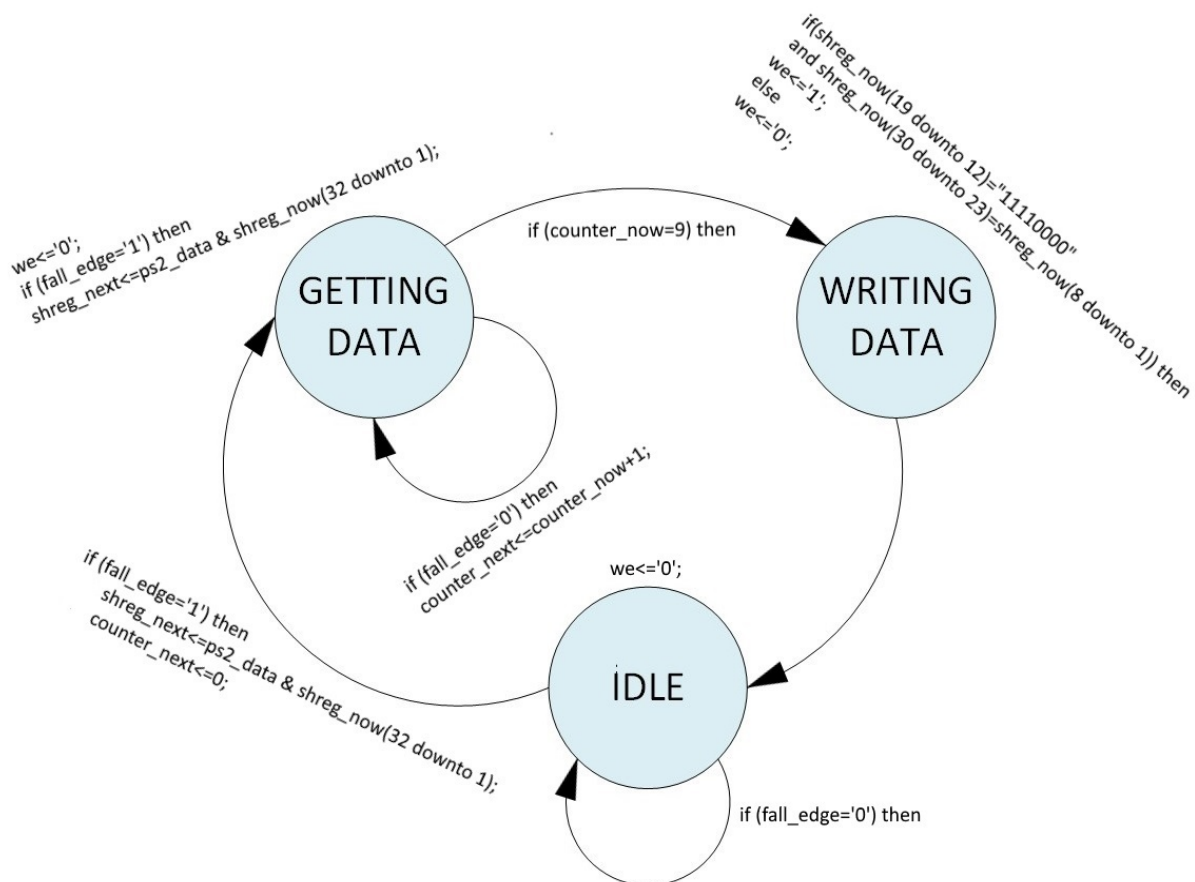 if(shreg_now(19 downto 12)="11110000"
and shreg_now(30 downto 23)=shreg_now(8 downto 1)) then
we<='1';
else
we<='0';
we<='0';
if (fall_edge='1') then
shreg_next<=ps2_data & shreg_now(32 downto 1);
if (counter_now=9) then
GETTING
DATA
WRITING
DATA
if (fall_edge='0') then
counter_next<=counter_now+1;
if (fall_edge='1') then
shreg_next<=ps2_data & shreg_now(32 downto 1);
counter_next<=0;
we<='0';
IDLE
if (fall_edge='0') then